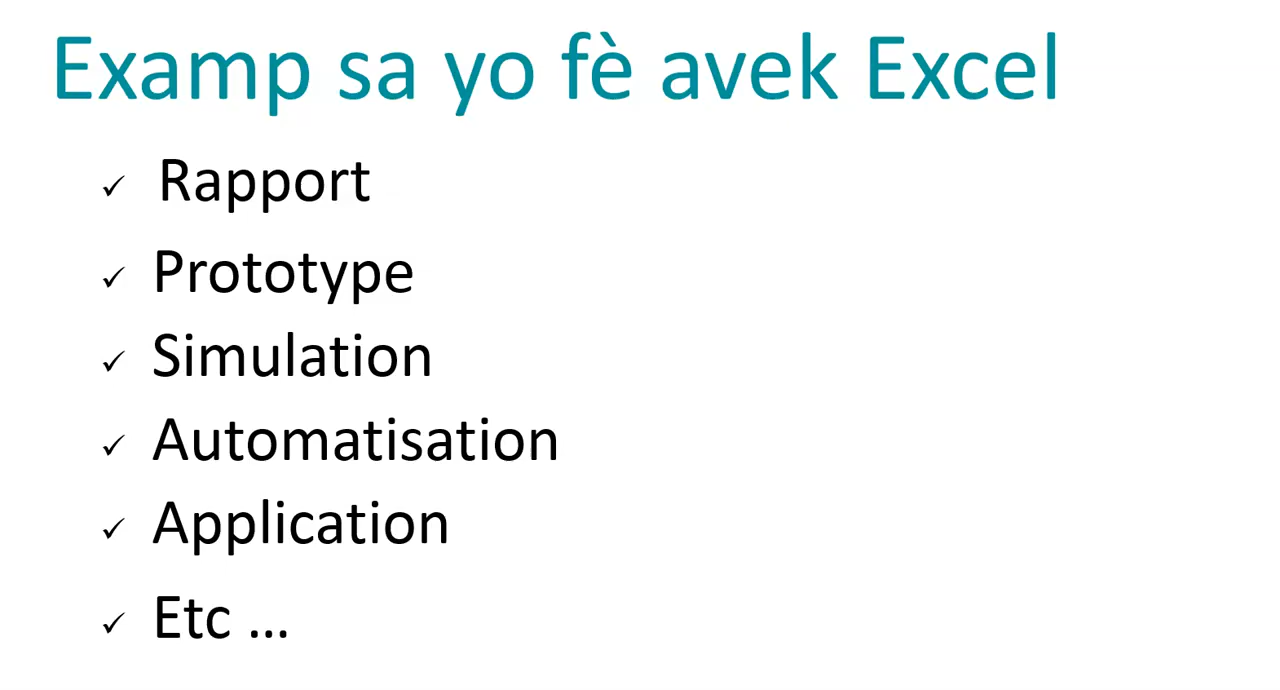 Examp sa yo fè avek Excel
✓ Rapport
✓ Prototype
✓ Simulation
✓ Automatisation
✓ Application
✓ Etc ...